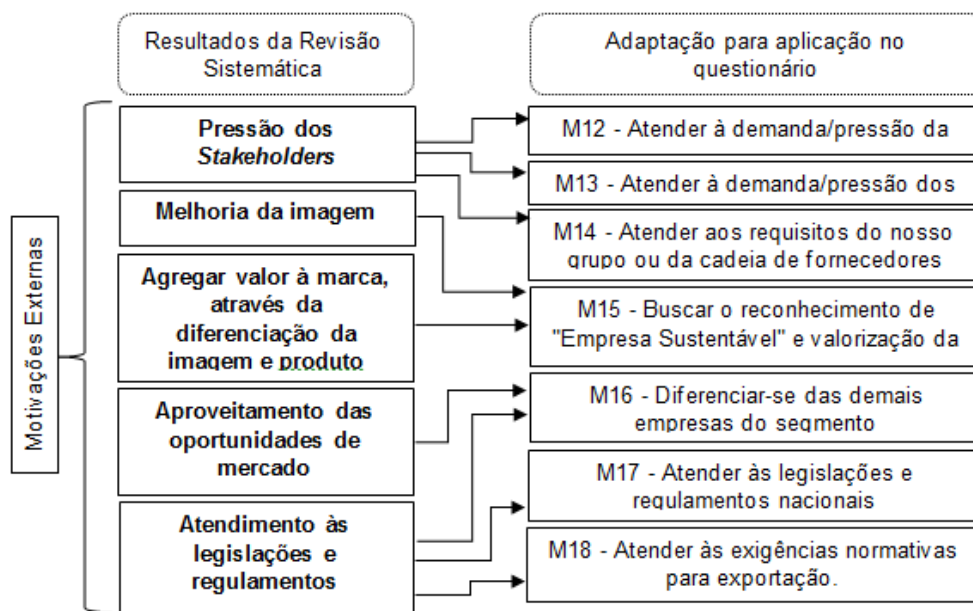 Resultados da Revisão
Sistemática
Adaptação para aplicação no
questionário
Motivações Externas
Pressão dos
Stakeholders
Melhoria da imagem
Agregar valor à marca,
através da
diferenciação da
imagem e produto
Aproveitamento das
oportunidades de
mercado
Atendimento às
legislações e
regulamentos
M12 - Atender à demanda/pressão da
M13 - Atender à demanda/pressão dos
M14 - Atender aos requisitos do nosso
grupo ou da cadeia de fornecedores
M15 - Buscar o reconhecimento de
"Empresa Sustentável" e valorização da
M16 - Diferenciar-se das demais
empresas do segmento
M17 - Atender às legislações e
regulamentos nacionais
M18 - Atender às exigências normativas
para exportação.